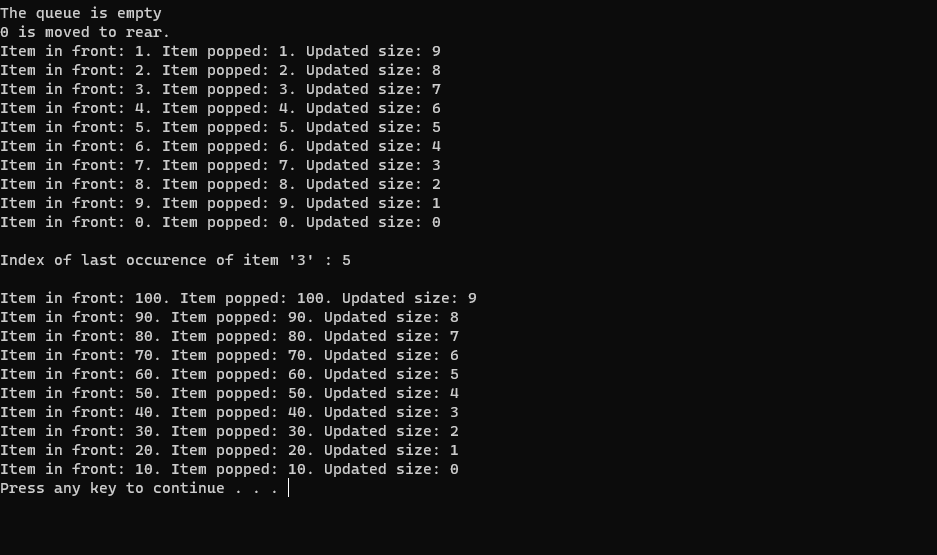 The queue is empty
0 is moved to rear.
Item in front: 1. Item popped: 1. Updated size: 9
Item in front: 2. Item popped: 2. Updated size: 8
Item in front: 3. Item popped: 3. Updated size: 7
Item in front: 4. Item popped: 4. Updated size: 6
Item in front: 5. Item popped: 5. Updated size: 5
Item in front: 6. Item popped: 6. Updated size: 4
Item in front: 7. Item popped: 7. Updated size: 3
Item in front: 8. Item popped: 8. Updated size: 2
Item in front: 9. Item popped: 9. Updated size: 1
Item in front: 0. Item popped: 0. Updated size: 0
Index of last occurence of item '3' : 5
Item in front: 100. Item popped: 100. Updated size: 9
Item in front: 90. Item popped: 90. Updated size: 8
Item in front: 80. Item popped: 80. Updated size: 7
Item in front: 70. Item popped: 70. Updated size: 6
Item in front: 60. Item popped: 60. Updated size: 5
Item in front: 50. Item popped: 50. Updated size: 4
Item in front: 40. Item popped: 40. Updated size: 3
Item in front: 30. Item popped: 30. Updated size: 2
Item in front: 20. Item popped: 20. Updated size: 1
Item in front: 10. Item popped: 10. Updated size: 0
Press any key to continue . . .